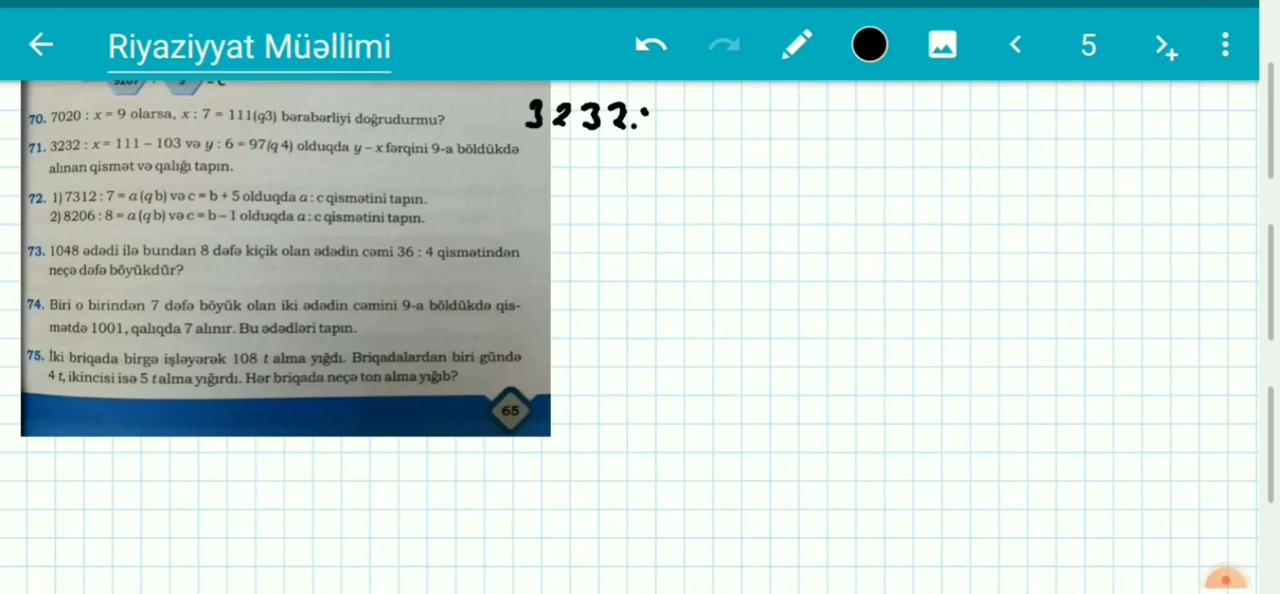 Riyaziyyat Müəllimi
5
70. 7020 : x = 9 olarsa, x : 7 = 111(q3) bərabərliyi doğrudurmu?
3232:
71. 3232 : x = 111 – 103 və y : 6 = 97(q 4) olduqda y – x fərqini 9-a böldükdə
alınan qismət və qalığı tapın.
72. 1) 7312 : 7 = a (q b) və c = b + 5 olduqda a : c qismətini tapın.
2) 8206 : 8 = a (q b) və c = b – 1 olduqda a : c qismətini tapın.
73. 1048 ədədi ilə bundan 8 dəfə kiçik olan ədədin cəmi 36 : 4 qismətindən
neçə dəfə böyükdür?
74. Biri o birindən 7 dəfə böyük olan iki ədədin cəmini 9-a böldükdə qis-
mətdə 1001, qalıqda 7 alınır. Bu ədədləri tapın.
75. İki briqada birgə işləyərək 108 t alma yığdı. Briqadalardan biri gündə
4 t, ikincisi isə 5 t alma yığırdı. Hər briqada neçə ton alma yığıb?
65